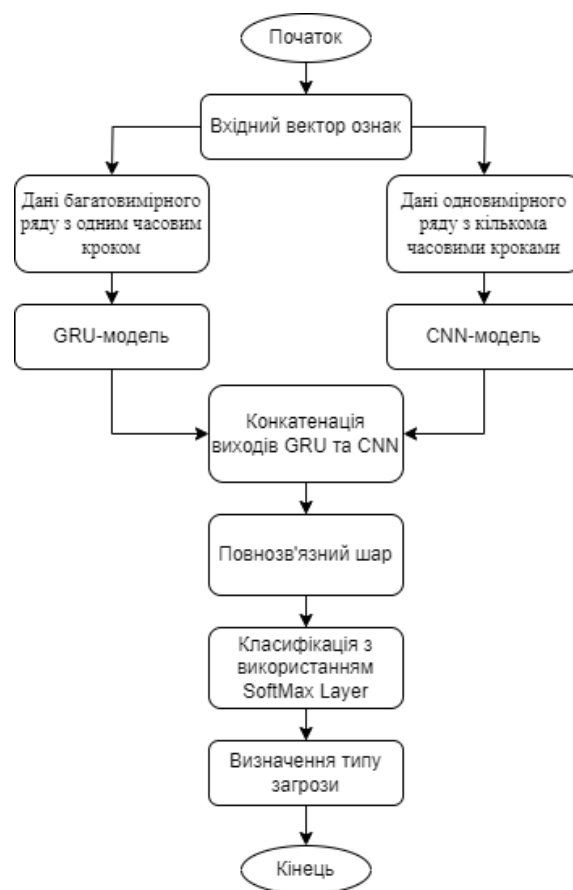 Початок
Вхідний вектор ознак
Дані багатовимірного
ряду з одним часовим
кроком
Дані одновимірного
ряду з кількома
часовими кроками
GRU-модель
CNN-модель
Конкатенація
виходів GRU та CNN
Повнозв'язний шар
Класифікація з
використанням
SoftMax Layer
Визначення типу
загрози
Кінець